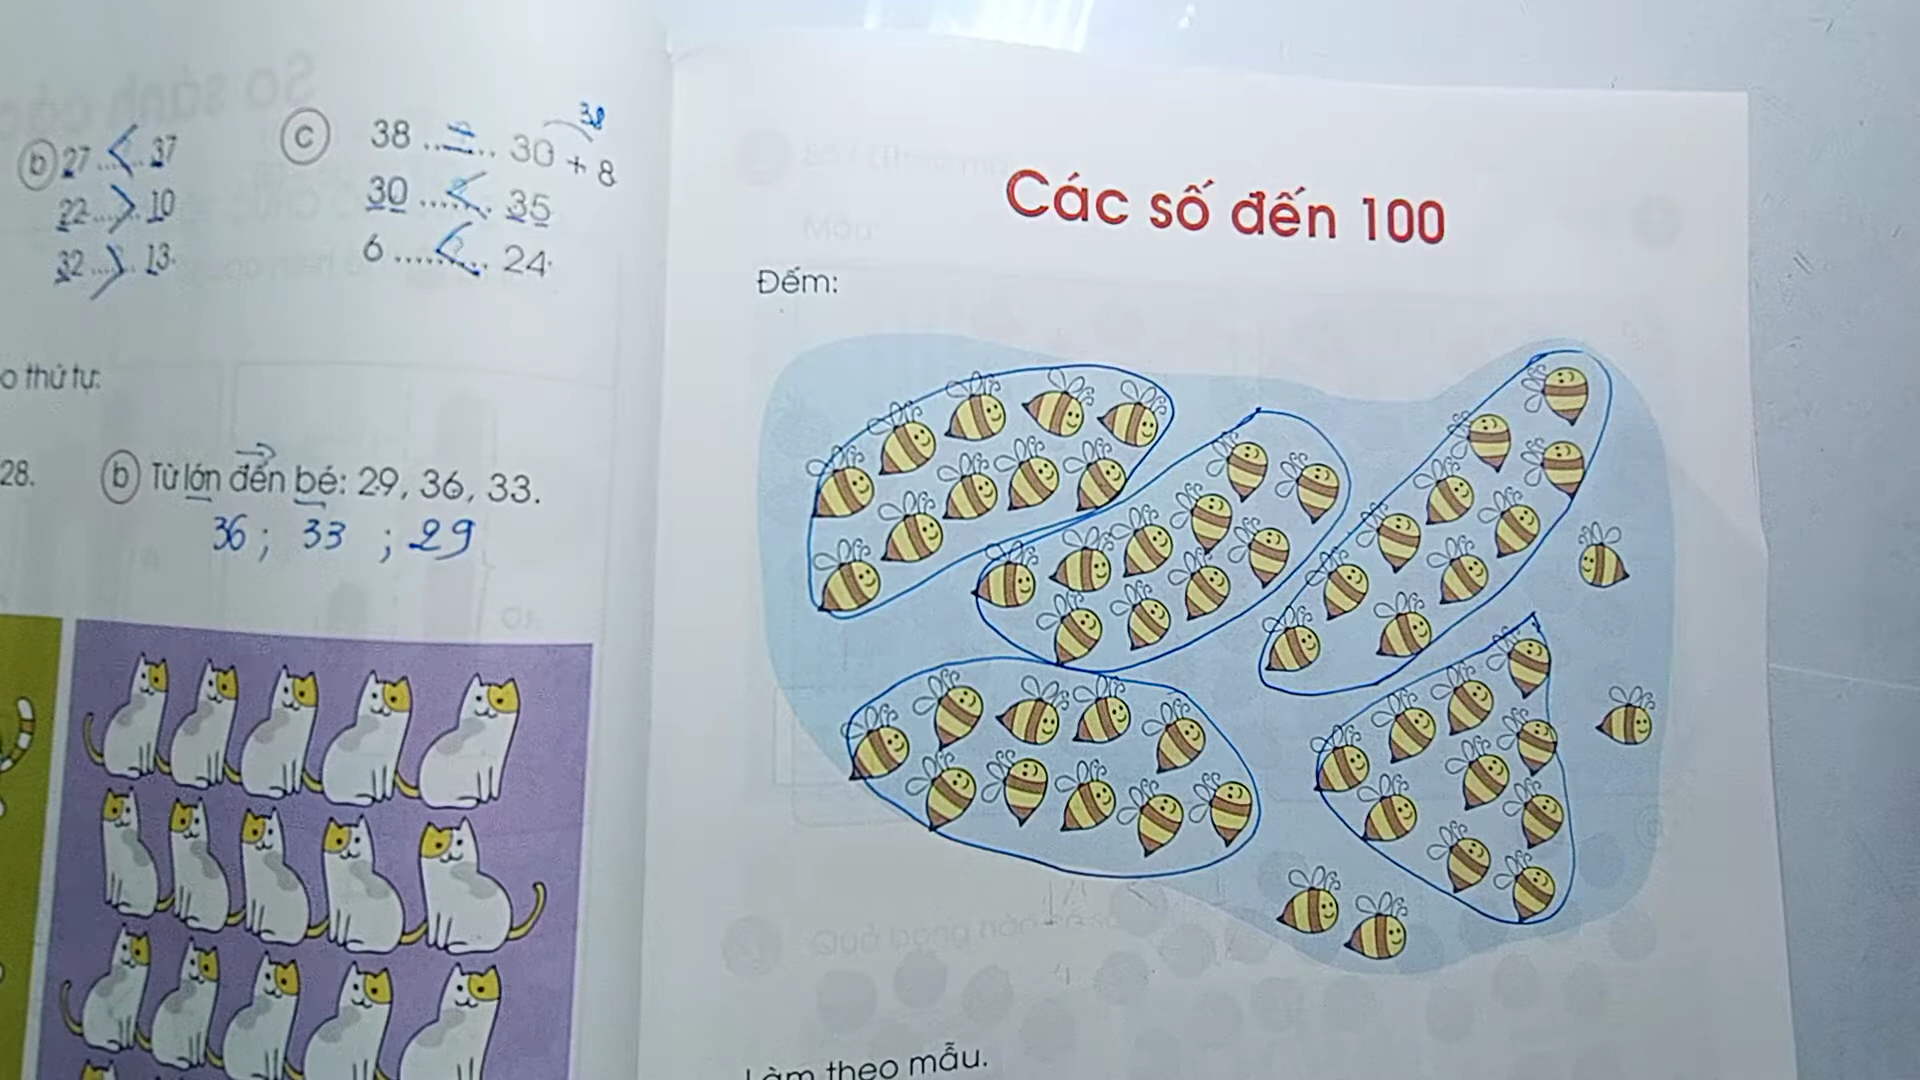 b 27 < 37
22 > 10
32 > 13.
c 38 = 30 + 8
38
30 < 35
6 < 24.
o thứ tự:
28.
b Từ lớn đến bé: 29, 36, 33.
36; 33; 29
Các số đến 100
Đếm:
Làm theo mẫu.